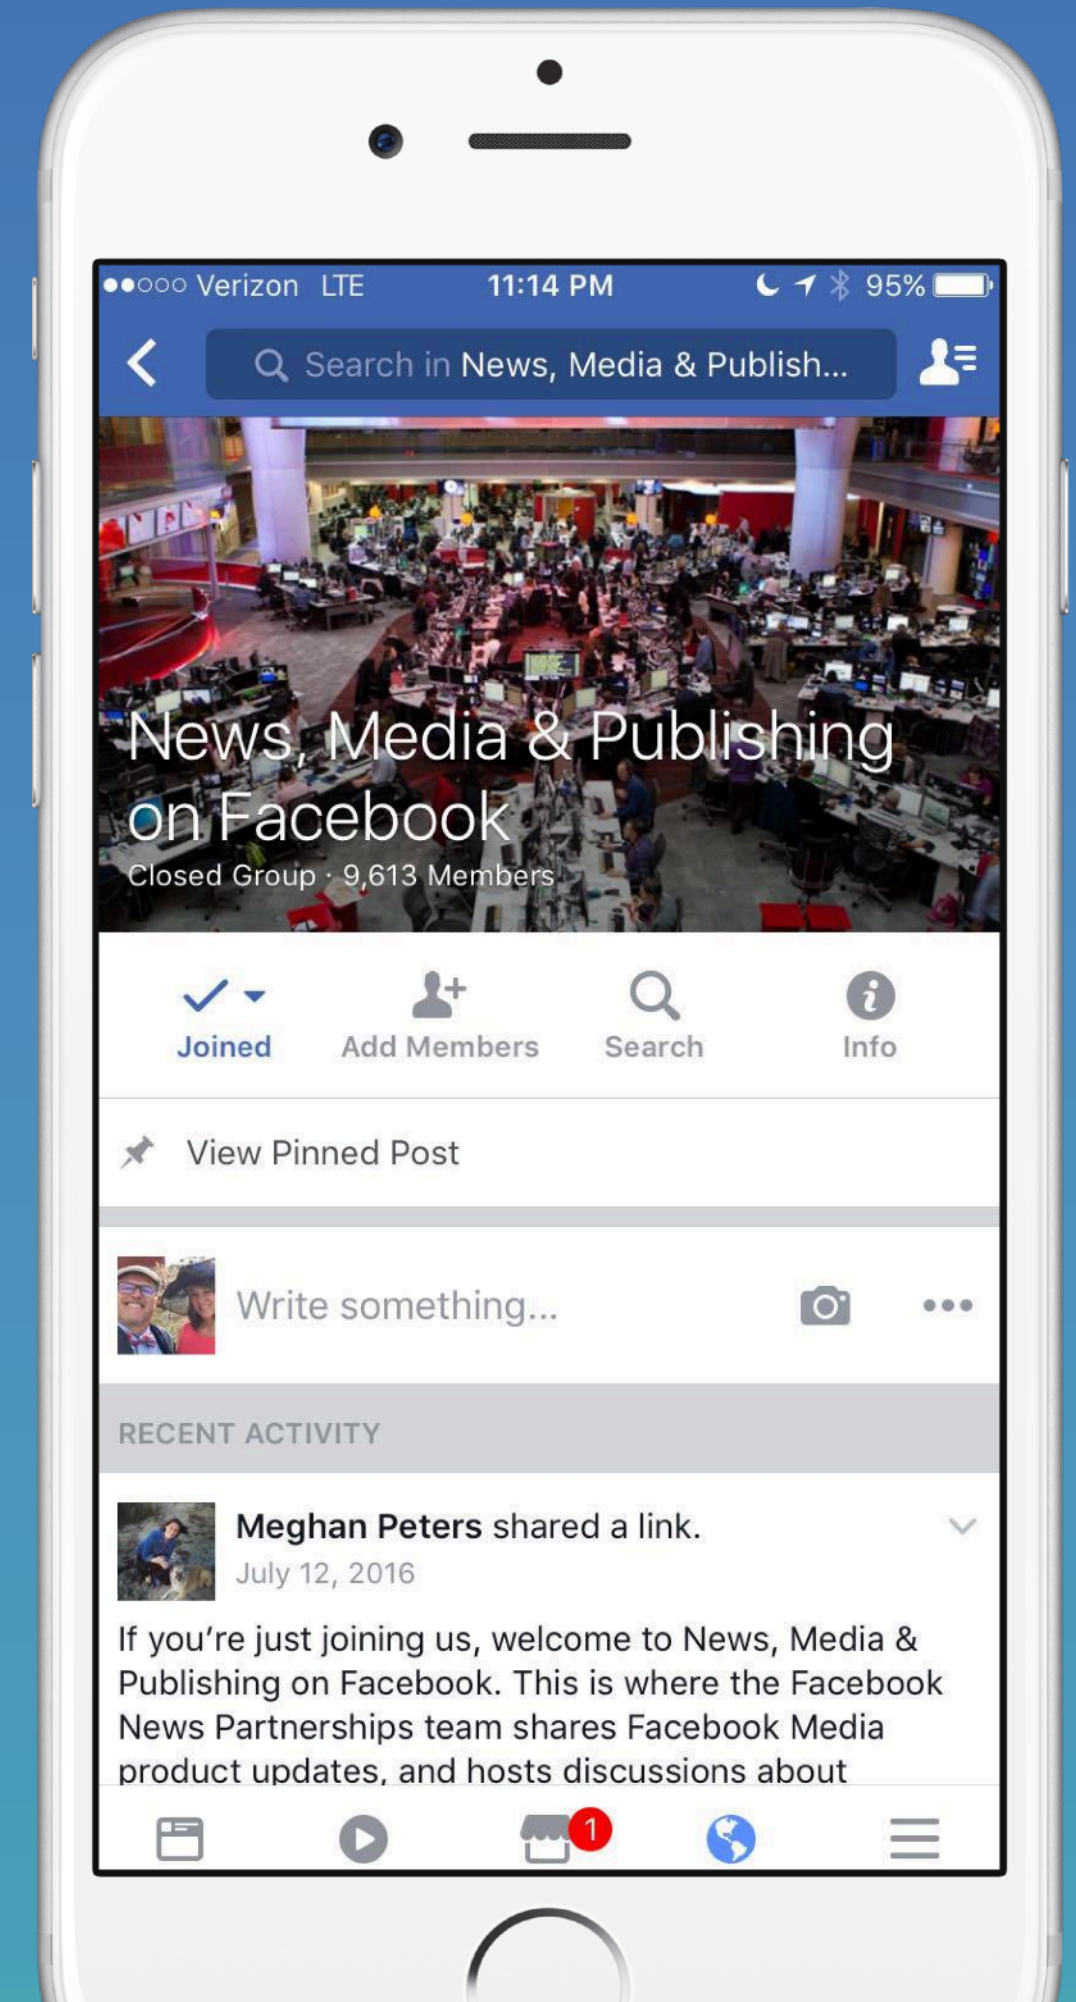 Verizon LTE 11:14 PM 95%
Search in News, Media & Publish...
News, Media & Publishing
on Facebook
Closed Group · 9,613 Members
Joined Add Members Search Info
View Pinned Post
Write something...
RECENT ACTIVITY
Meghan Peters shared a link.
July 12, 2016
If you're just joining us, welcome to News, Media &
Publishing on Facebook. This is where the Facebook
News Partnerships team shares Facebook Media
product updates, and hosts discussions about
1